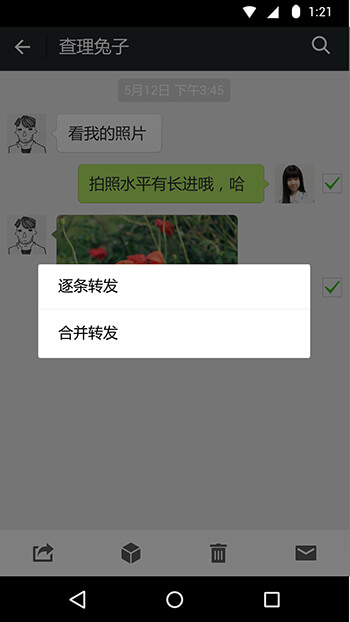 1:21
查理兔子
5月12日 下午3:45
看我的照片
拍照水平有长进哦，哈
逐条转发
合并转发